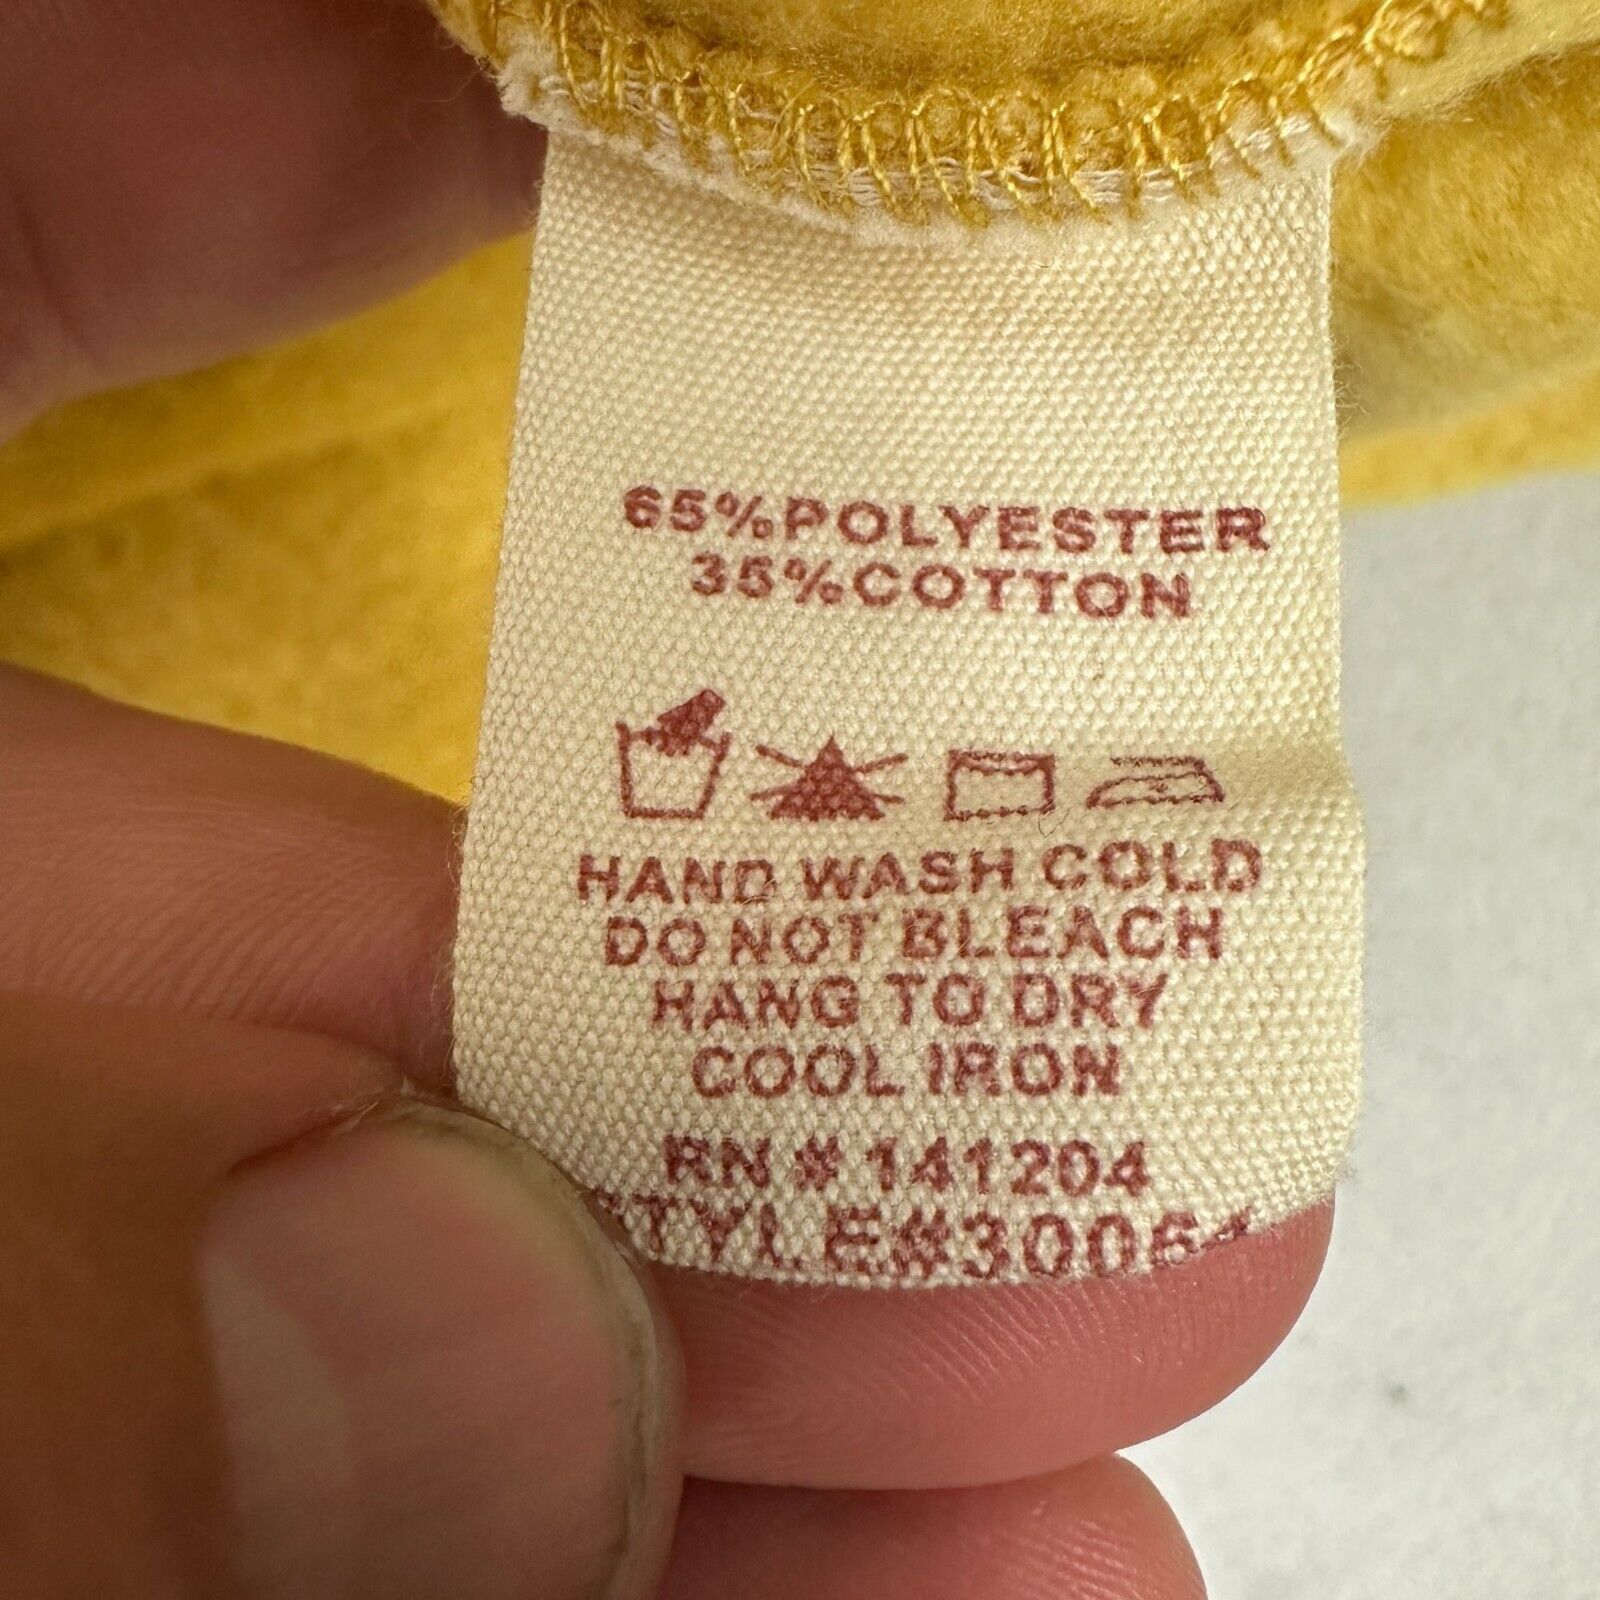 65%POLYESTER
35%COTTON
HAND WASH COLD
DO NOT BLEACH
HANG TO DRY
COOL IRON
RN # 141204